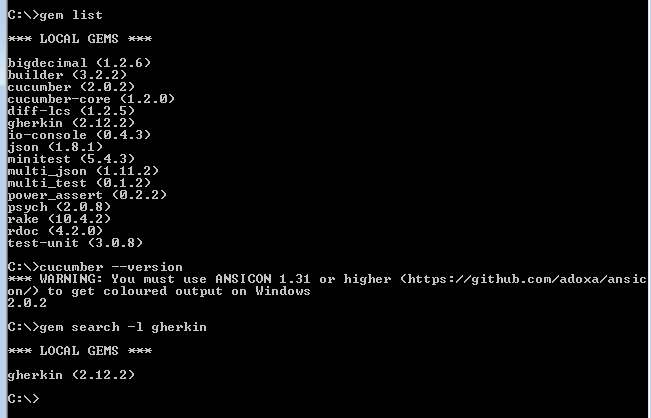 C:\>gem list
*** LOCAL GEMS ***
bigdecimal (1.2.6)
builder (3.2.2)
cucumber (2.0.2)
cucumber-core (1.2.0)
diff-lcs (1.2.5)
gherkin (2.12.2)
io-console (0.4.3)
json (1.8.1)
minitest (5.4.3)
multi_json (1.11.2)
multi_test (0.1.2)
power_assert (0.2.2)
psych (2.0.8)
rake (10.4.2)
rdoc (4.2.0)
test-unit (3.0.8)
C:\>cucumber --version
*** WARNING: You must use ANSICON 1.31 or higher (https://github.com/adoxa/ansic
on/) to get coloured output on Windows
2.0.2
C:\>gem search -l gherkin
*** LOCAL GEMS ***
gherkin (2.12.2)
C:\>